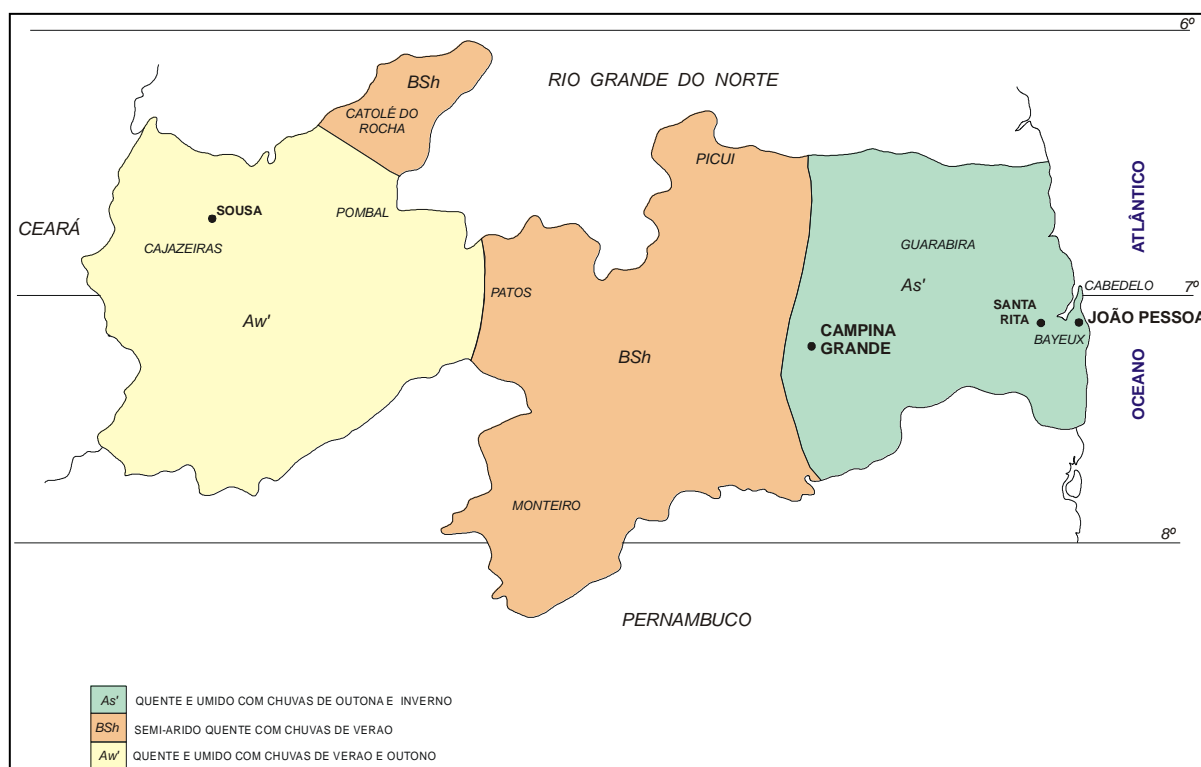 6º
BSh
RIO GRANDE DO NORTE
CATOLÉ DO
ROCHA
PICUI
ATLÂNTICO
CEARÁ
SOUSA
POMBAL
CAJAZEIRAS
GUARABIRA
As'
PATOS
CABEDELO
7º
Aw'
SANTA
RITA
JOÃO PESSOA
BAYEUX
CAMPINA
GRANDE
BSh
OCEANO
MONTEIRO
8º
PERNAMBUCO
As' QUENTE E UMIDO COM CHUVAS DE OUTONA E INVERNO
BSh SEMI-ARIDO QUENTE COM CHUVAS DE VERAO
Aw' QUENTE E UMIDO COM CHUVAS DE VERAO E OUTONO